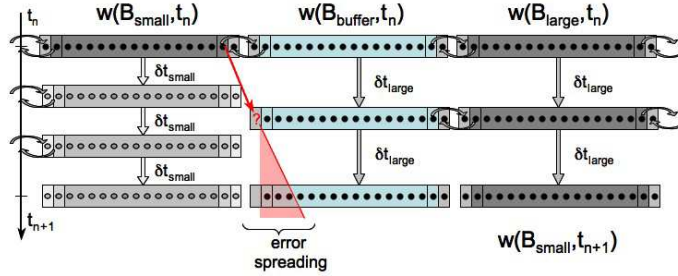 t_n
w(B_small,t_n)
w(B_buffer,t_n)
w(B_large,t_n)
δt_small
δt_large
δt_large
?
δt_small
δt_small
δt_large
δt_large
t_n+1
error
spreading
w(B_small,t_n+1)